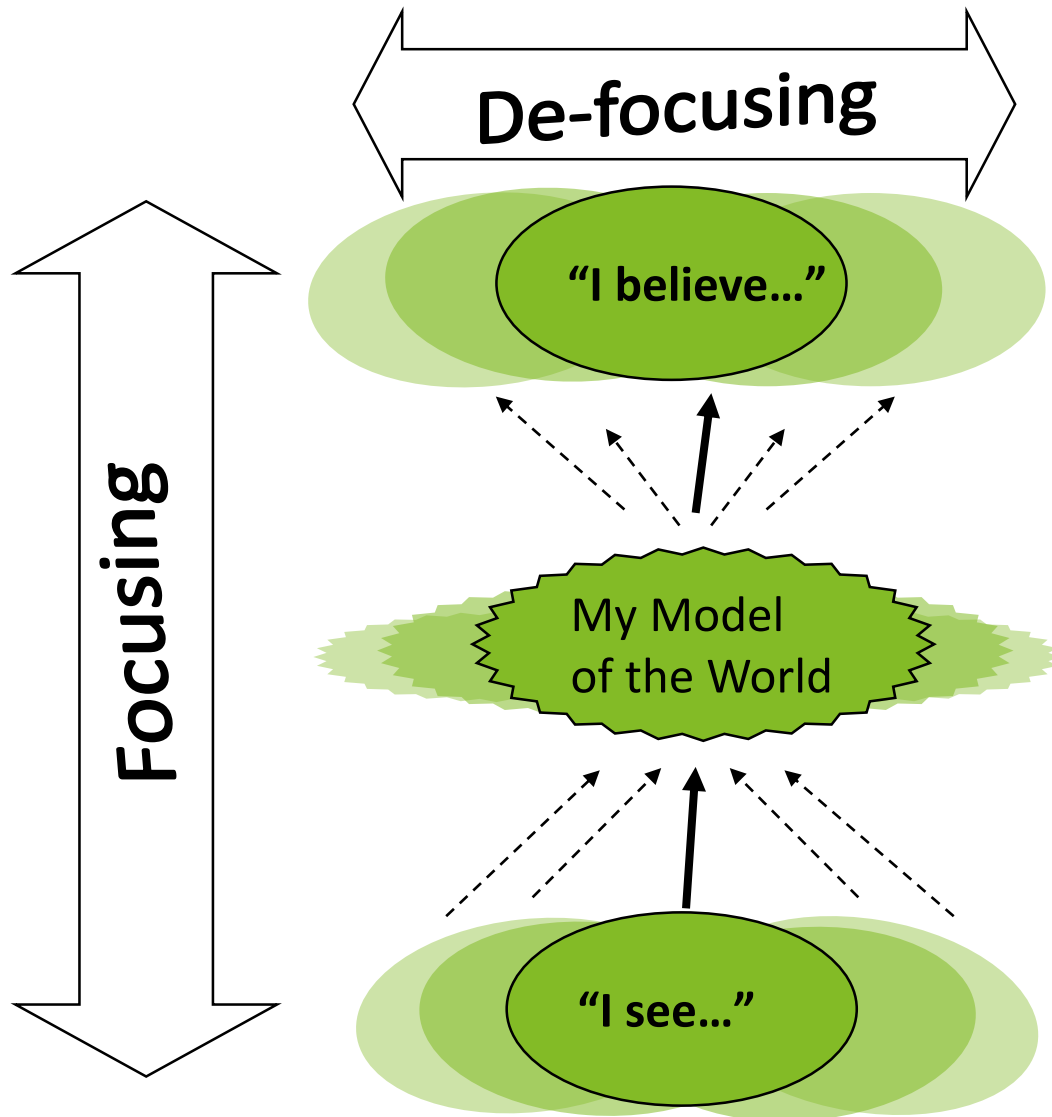 De-focusing
“I believe…”
Focusing
My Model
of the World
“I see…”